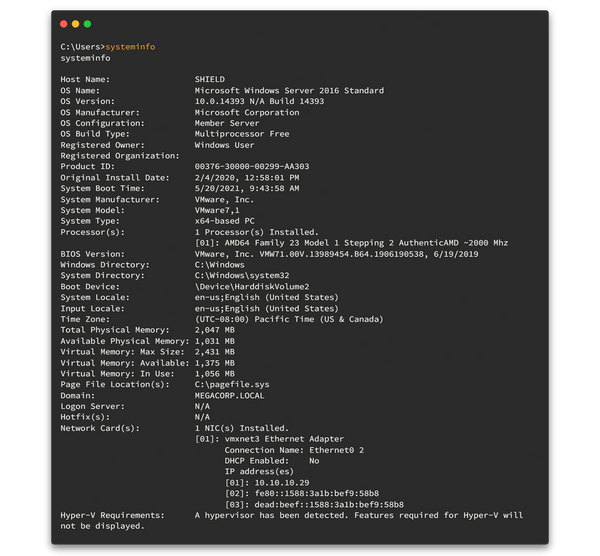 C:\Users>systeminfo
systeminfo
Host Name: SHIELD
OS Name: Microsoft Windows Server 2016 Standard
OS Version: 10.0.14393 N/A Build 14393
OS Manufacturer: Microsoft Corporation
OS Configuration: Member Server
OS Build Type: Multiprocessor Free
Registered Owner: Windows User
Registered Organization:
Product ID: 00376-30000-00299-AA303
Original Install Date: 2/4/2020, 12:58:01 PM
System Boot Time: 5/20/2021, 9:43:58 AM
System Manufacturer: VMware, Inc.
System Model: VMware7,1
System Type: x64-based PC
Processor(s): 1 Processor(s) Installed.
[01]: AMD64 Family 23 Model 1 Stepping 2 AuthenticAMD ~2000 Mhz
BIOS Version: VMware, Inc. VMW71.00V.13989454.B64.1906190538, 6/19/2019
Windows Directory: C:\Windows
System Directory: C:\Windows\system32
Boot Device: \Device\HarddiskVolume2
System Locale: en-us;English (United States)
Input Locale: en-us;English (United States)
Time Zone: (UTC-08:00) Pacific Time (US & Canada)
Total Physical Memory: 2,047 MB
Available Physical Memory: 1,031 MB
Virtual Memory: Max Size: 2,431 MB
Virtual Memory: Available: 1,375 MB
Virtual Memory: In Use: 1,056 MB
Page File Location(s): C:\pagefile.sys
Domain: MEGACORP.LOCAL
Logon Server: N/A
Hotfix(s): N/A
Network Card(s): 1 NIC(s) Installed.
[01]: vmxnet3 Ethernet Adapter
Connection Name: Ethernet0 2
DHCP Enabled: No
IP address(es)
[01]: 10.10.10.29
[02]: fe80::1588:3a1b:bef9:58b8
[03]: dead:beef::1588:3a1b:bef9:58b8
Hyper-V Requirements: A hypervisor has been detected. Features required for Hyper-V will
not be displayed.